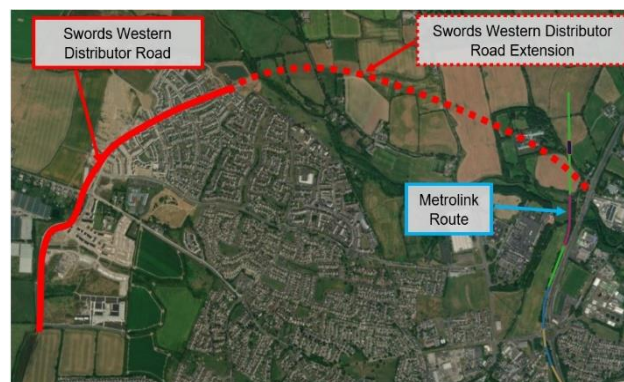 Swords Western
Distributor Road
Swords Western Distributor
Road Extension
Metrolink
Route